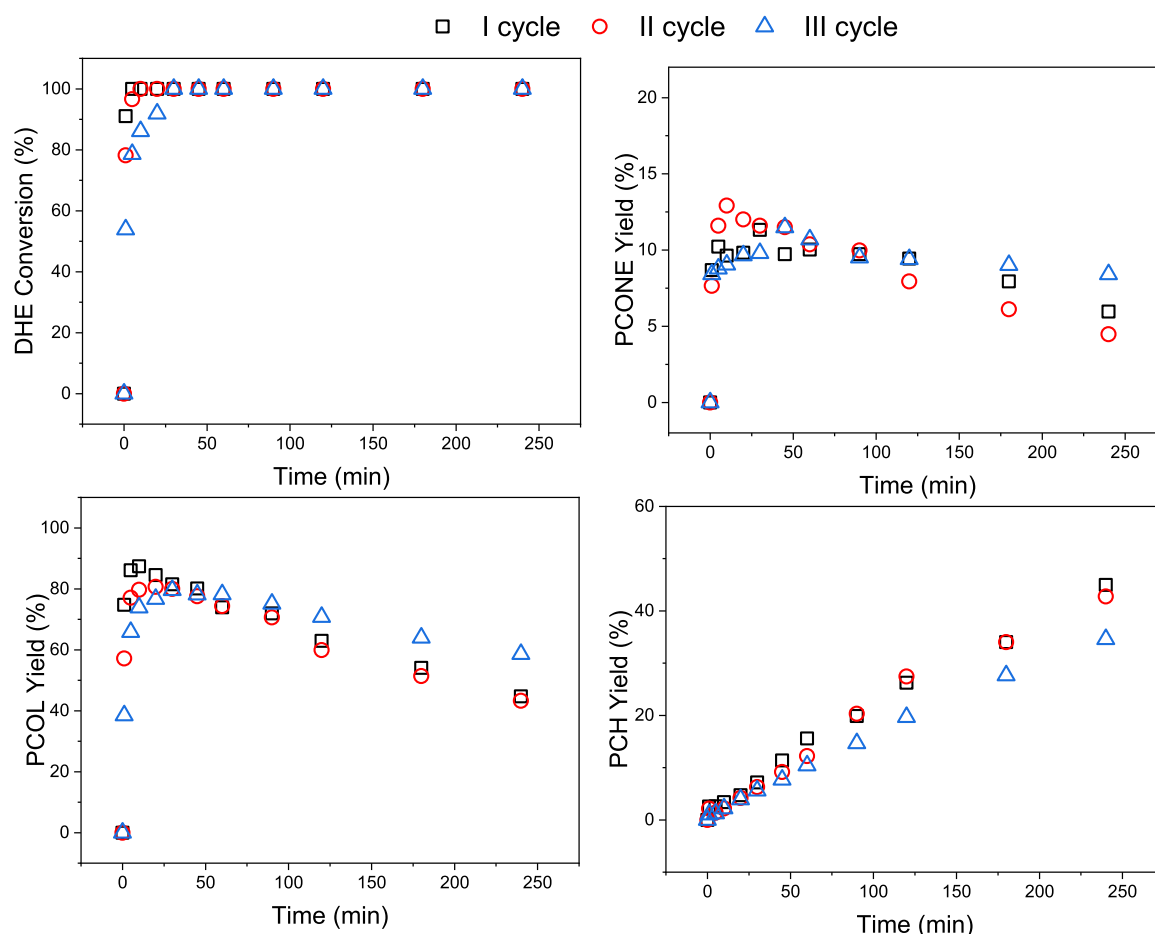 I cycle II cycle III cycle
DHE Conversion (%)
100
80
60
40
20
0
0 50 100 150 200 250
Time (min)
PCONE Yield (%)
20
15
10
5
0
0 50 100 150 200 250
Time (min)
PCOL Yield (%)
100
80
60
40
20
0
0 50 100 150 200 250
Time (min)
PCH Yield (%)
60
40
20
0
0 50 100 150 200 250
Time (min)